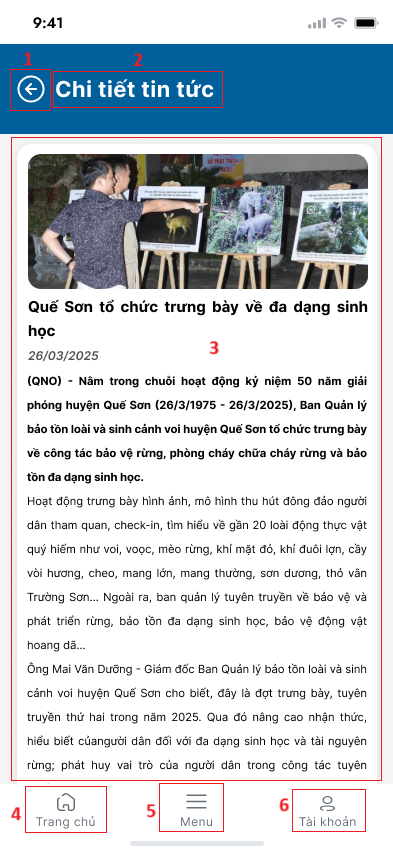 9:41
1
2
Chi tiết tin tức
BẢO PHÁT TRIỂN
Quế Sơn tổ chức trưng bày về đa dạng sinh
học
26/03/2025
3
(QNO) - Nằm trong chuỗi hoạt động kỷ niệm 50 năm giải
phóng huyện Quế Sơn (26/3/1975 - 26/3/2025), Ban Quản lý
bảo tồn loài và sinh cảnh voi huyện Quế Sơn tổ chức trưng bày
về công tác bảo vệ rừng, phòng cháy chữa cháy rừng và bảo
tồn đa dạng sinh học.
Hoạt động trưng bày hình ảnh, mô hình thu hút đông đảo người
dân tham quan, check-in, tìm hiểu về gần 20 loài động thực vật
quý hiếm như voi, voọc, mèo rừng, khỉ mặt đỏ, khỉ đuôi lợn, cầy
vòi hương, cheo, mang lớn, mang thường, sơn dương, thỏ vằn
Trường Sơn... Ngoài ra, ban quản lý tuyên truyền về bảo vệ và
phát triển rừng, bảo tồn đa dạng sinh học, bảo vệ động vật
hoang dã...
Ông Mai Văn Dưỡng - Giám đốc Ban Quản lý bảo tồn loài và sinh
cảnh voi huyện Quế Sơn cho biết, đây là đợt trưng bày, tuyên
truyền thứ hai trong năm 2025. Qua đó nâng cao nhận thức,
hiểu biết củangười dân đối với đa dạng sinh học và tài nguyên
rừng; phát huy vai trò của người dân trong công tác tuyên
4
Trang chủ
5
Menu
6
Tài khoản